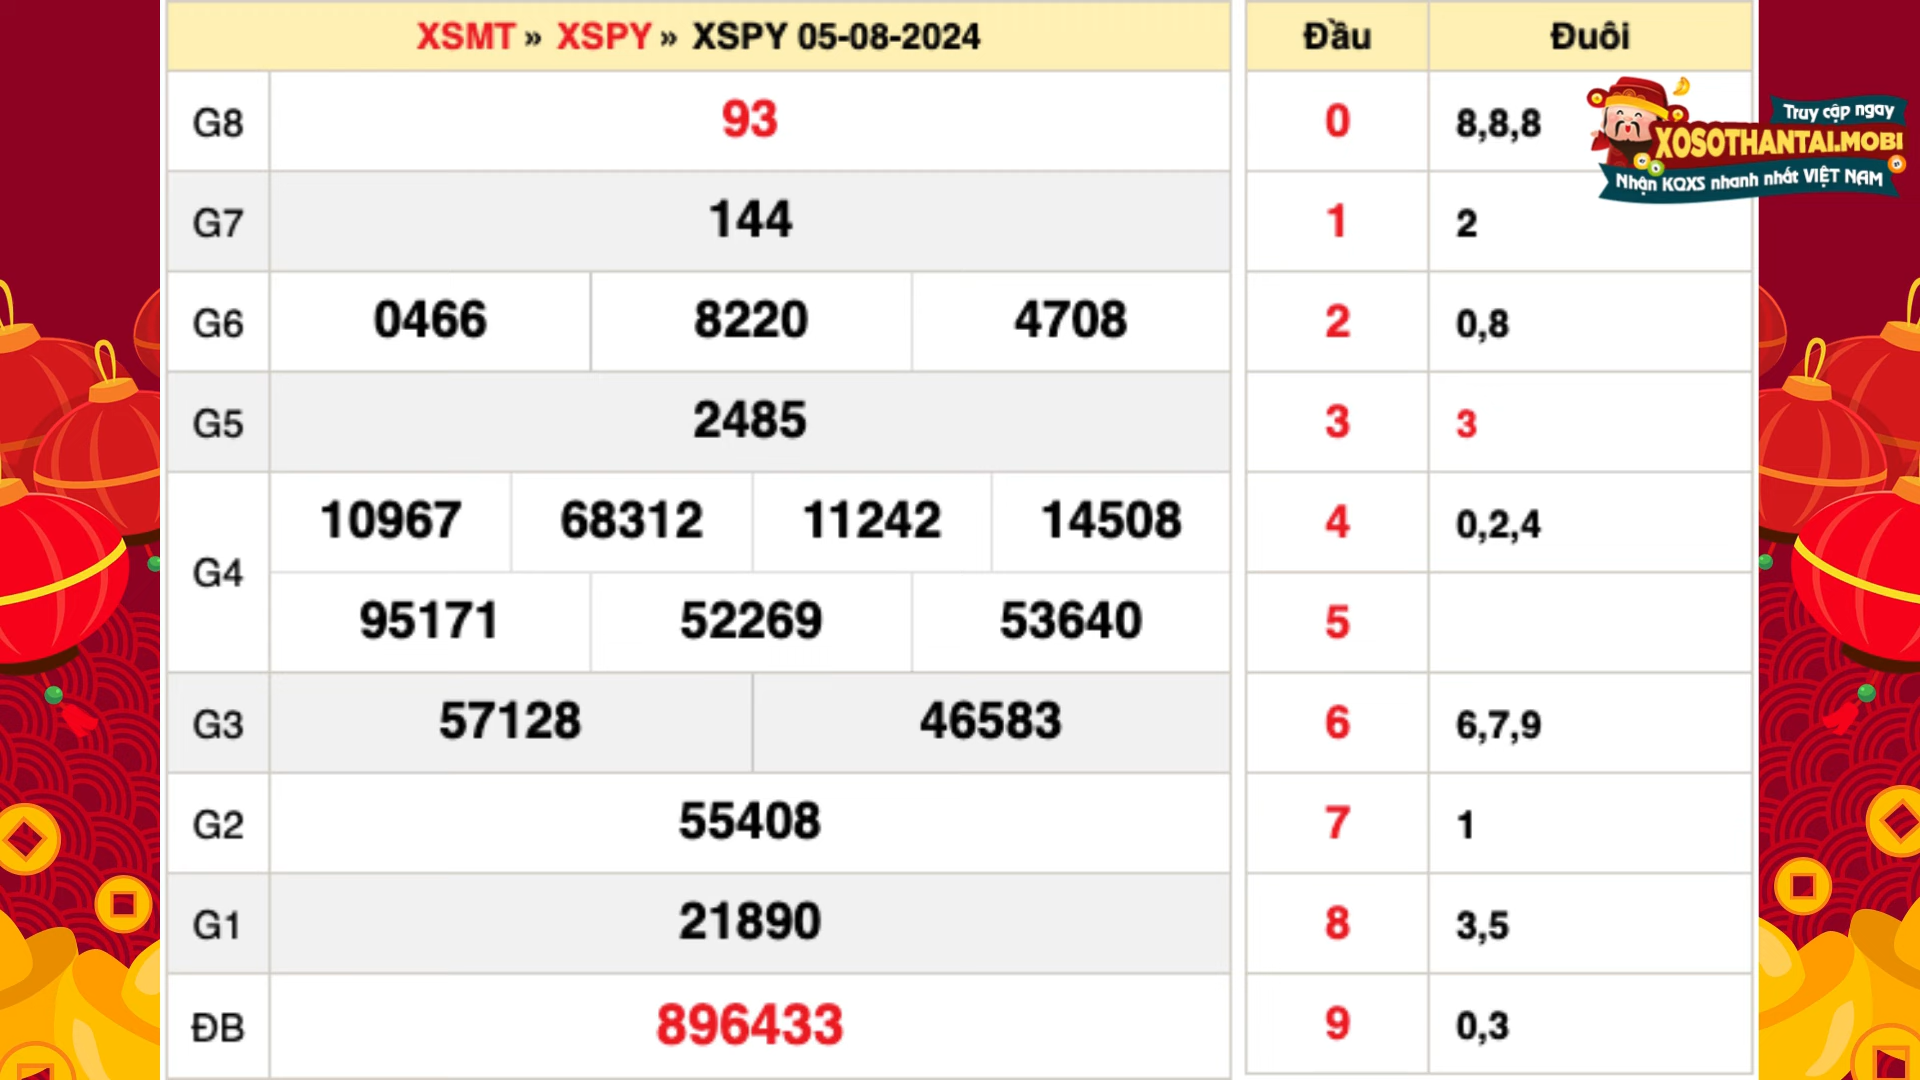 XSMT » XSPY » XSPY 05-08-2024
G8 93
G7 144
G6 0466 8220 4708
G5 2485
G4 10967 68312 11242 14508
95171 52269 53640
G3 57128 46583
G2 55408
G1 21890
ĐB 896433
Đầu Đuôi
0 8,8,8
1 2
2 0,8
3 3
4 0,2,4
5
6 6,7,9
7 1
8 3,5
9 0,3
Truy cập ngay
XOSOTHANTAI.MOBI
Nhận KQXS nhanh nhất VIỆT NAM